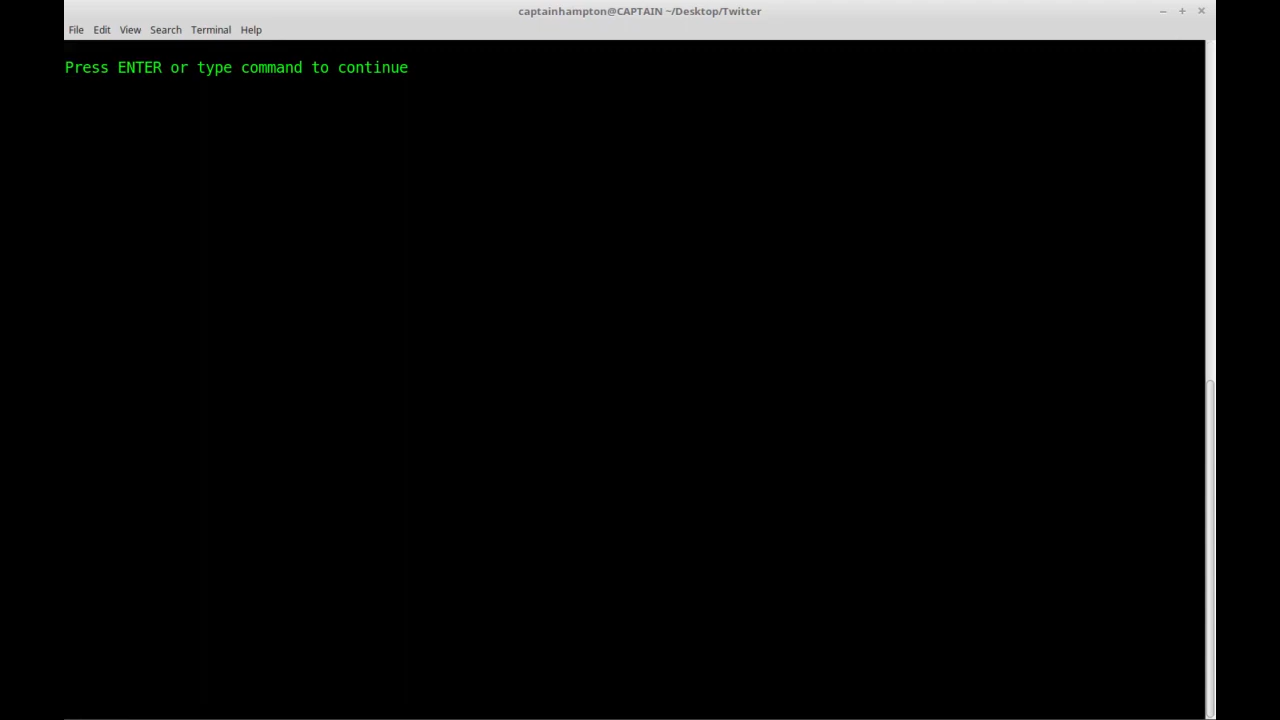 captainhampton@CAPTAIN ~/Desktop/Twitter
File Edit View Search Terminal Help
Press ENTER or type command to continue